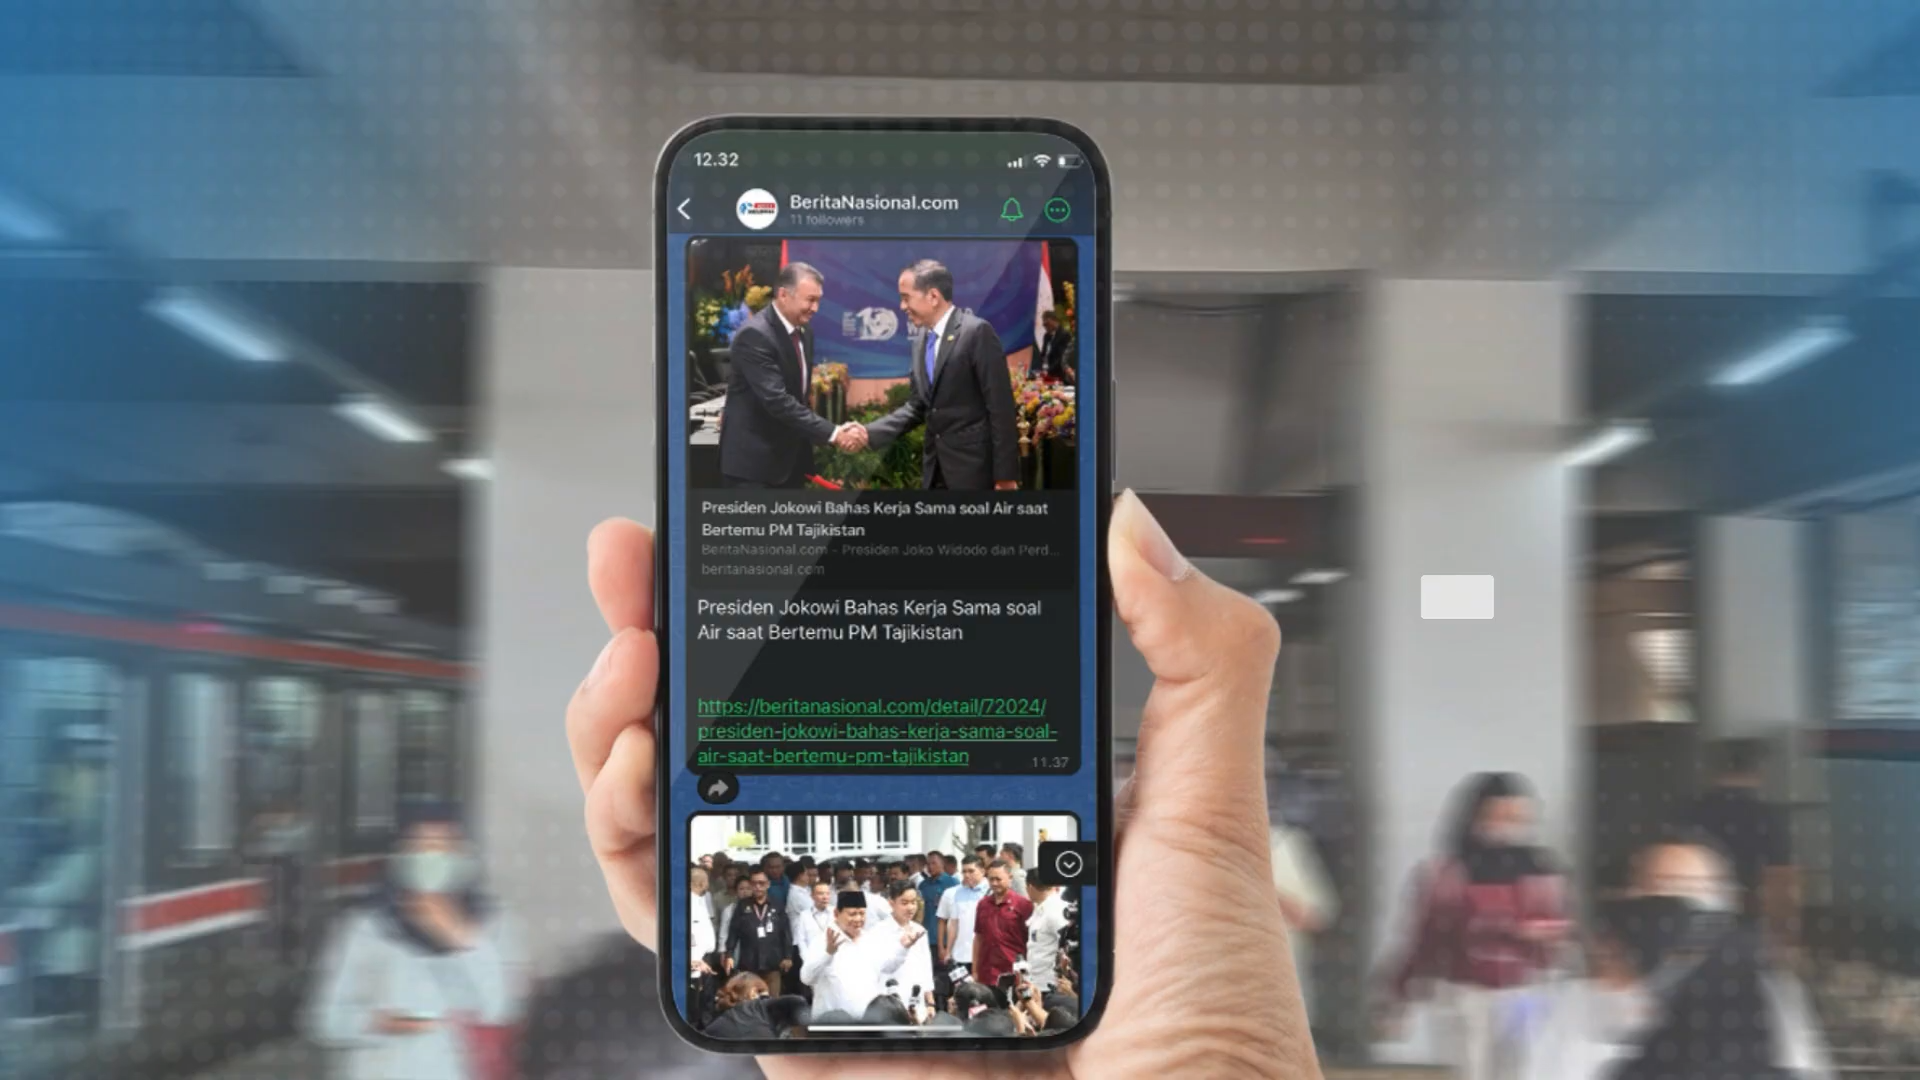 12.32
BeritaNasional.com
11 followers
10
Presiden Jokowi Bahas Kerja Sama soal Air saat
Bertemu PM Tajikistan
BeritaNasional.com - Presiden Joko Widodo dan Perd...
beritanasional.com
Presiden Jokowi Bahas Kerja Sama soal
Air saat Bertemu PM Tajikistan
https://beritanasional.com/detail/72024/
presiden-jokowi-bahas-kerja-sama-soal-
air-saat-bertemu-pm-tajikistan
11.37